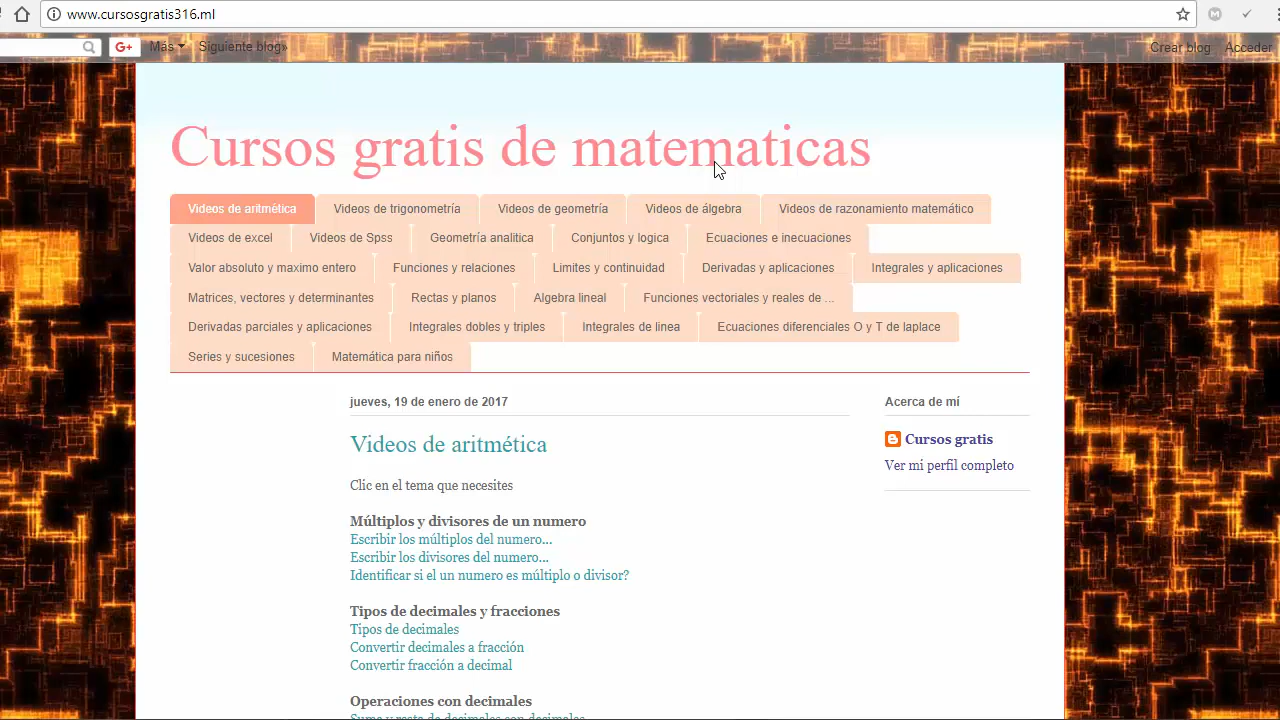 www.cursosgratis316.ml
G+ Más Siguiente blog» Crear blog Acceder
Cursos gratis de matematicas
Videos de aritmética Videos de trigonometría Videos de geometría Videos de álgebra Videos de razonamiento matemático
Videos de excel Videos de Spss Geometría analitica Conjuntos y logica Ecuaciones e inecuaciones
Valor absoluto y maximo entero Funciones y relaciones Limites y continuidad Derivadas y aplicaciones Integrales y aplicaciones
Matrices, vectores y determinantes Rectas y planos Algebra lineal Funciones vectoriales y reales de ...
Derivadas parciales y aplicaciones Integrales dobles y triples Integrales de linea Ecuaciones diferenciales O y T de laplace
Series y sucesiones Matemática para niños
jueves, 19 de enero de 2017
Videos de aritmética
Clic en el tema que necesites
Múltiplos y divisores de un numero
Escribir los múltiplos del numero...
Escribir los divisores del numero...
Identificar si el un numero es múltiplo o divisor?
Tipos de decimales y fracciones
Tipos de decimales
Convertir decimales a fracción
Convertir fracción a decimal
Operaciones con decimales
Suma y resta de decimales con decimales
Acerca de mí
Cursos gratis
Ver mi perfil completo